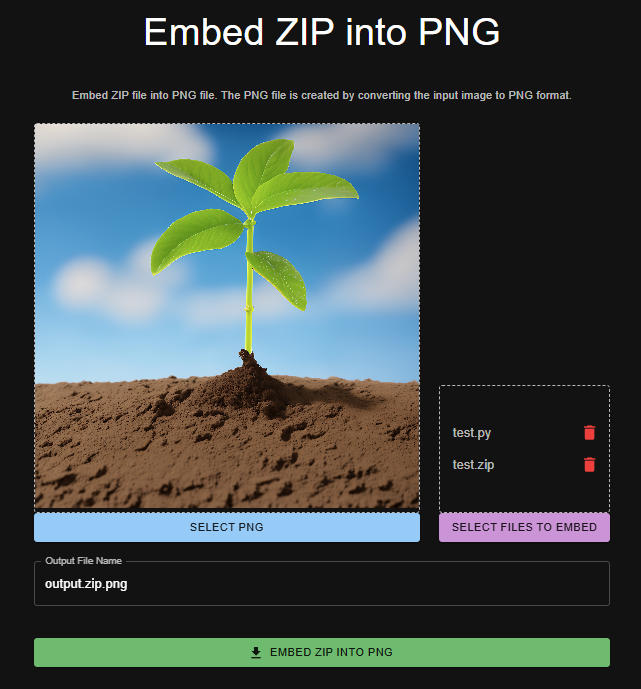 Embed ZIP into PNG
Embed ZIP file into PNG file. The PNG file is created by converting the input image to PNG format.
test.py
test.zip
SELECT PNG
SELECT FILES TO EMBED
Output File Name
output.zip.png
EMBED ZIP INTO PNG